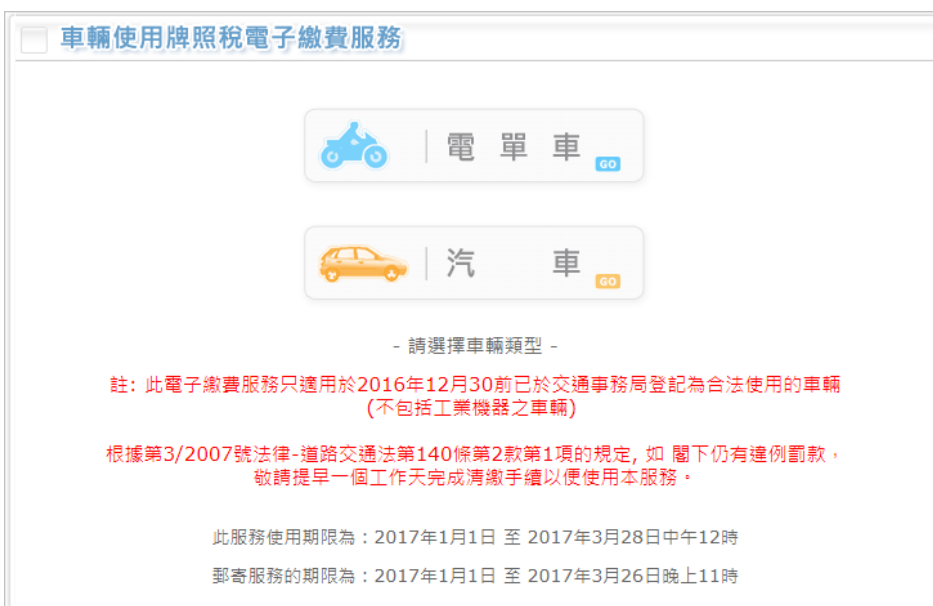 車輛使用牌照稅電子繳費服務
電單車 GO
汽車 GO
- 請選擇車輛類型 -
註: 此電子繳費服務只適用於2016年12月30前已於交通事務局登記為合法使用的車輛
(不包括工業機器之車輛)
根據第3/2007號法律-道路交通法第140條第2款第1項的規定, 如 閣下仍有違例罰款，
敬請提早一個工作天完成清繳手續以便使用本服務。
此服務使用期限為：2017年1月1日 至 2017年3月28日中午12時
郵寄服務的期限為：2017年1月1日 至 2017年3月26日晚上11時